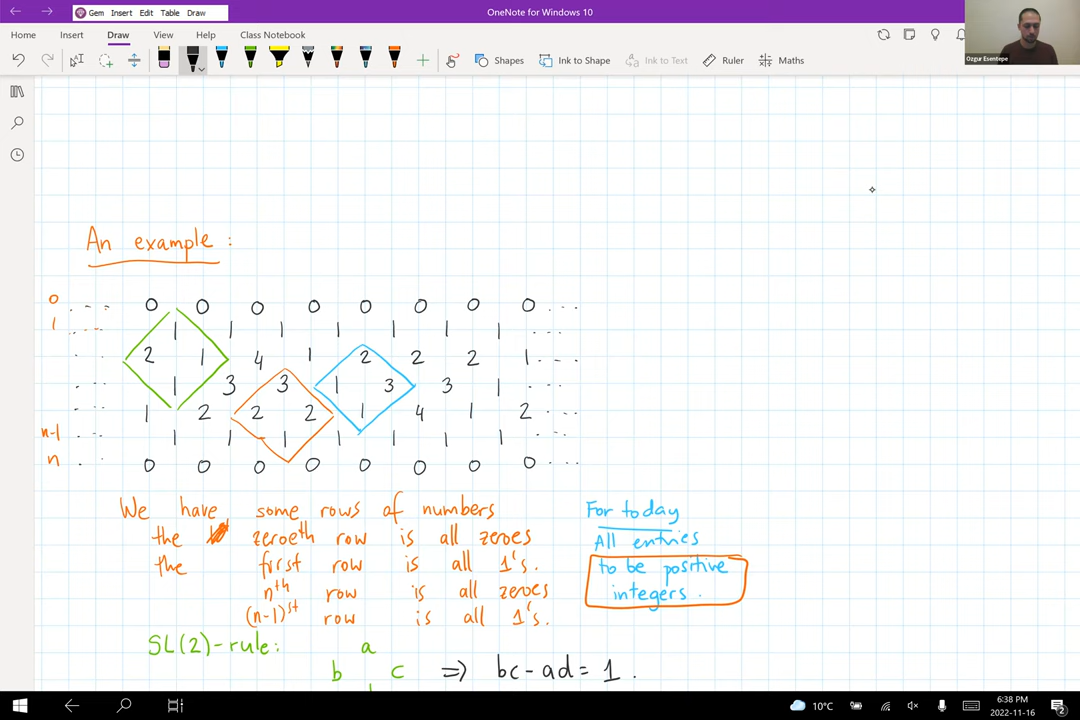 Gem Insert Edit Table Draw
OneNote for Windows 10
Home Insert Draw View Help Class Notebook
Ozgur Esentepe
Shapes Ink to Shape Ink to Text Ruler Maths
An example :
0 ... 0 0 0 0 0 0 0 0 ...
1 ... 1 1 1 1 1 1 1 ...
... 2 1 4 1 2 2 2 1 ...
... 1 3 3 1 3 3 1 ...
... 1 2 2 2 1 4 1 2 ...
n-1 ... 1 1 1 1 1 1 1 ...
n ... 0 0 0 0 0 0 0 0 ...
We have some rows of numbers
the zeroeth row is all zeroes
the first row is all 1's.
nth row is all zeroes
(n-1)st row is all 1's.
For today
All entries
to be positive
integers.
SL(2)-rule: a
b c ⇒ bc-ad=1.
10°C
6:38 PM
2022-11-16
2